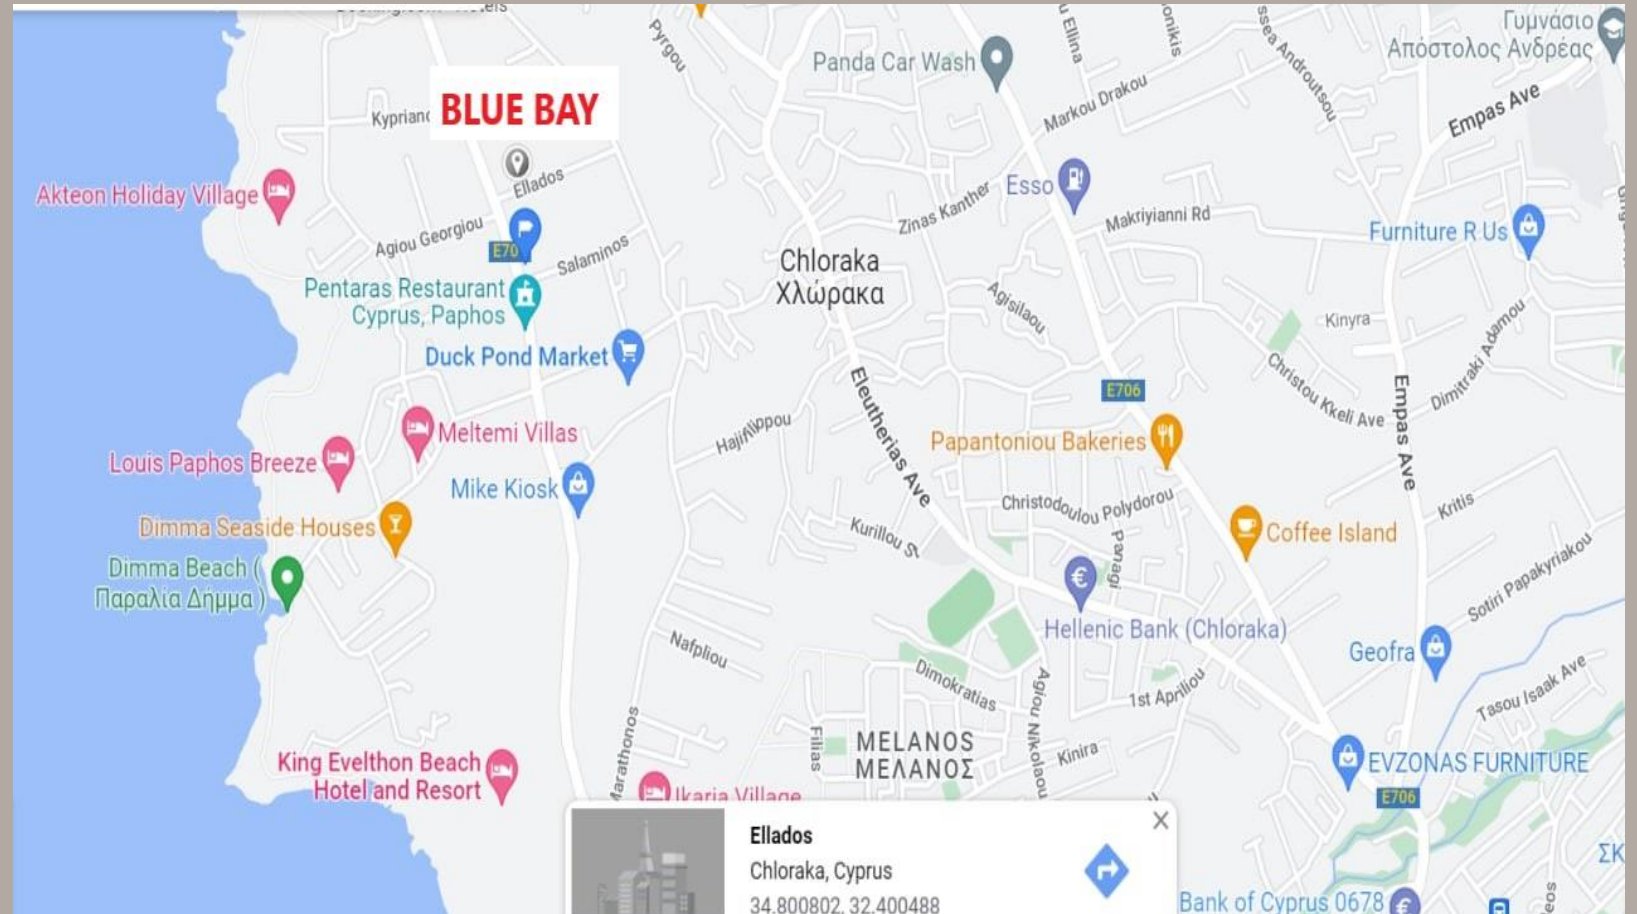 Pyrgou
Panda Car Wash
Γυμνάσιο
Απόστολος Ανδρέας
Markou Drakou
Empas Ave
BLUE BAY
Ellados
Akteon Holiday Village
Esso
Zinas Kanther
Makriyianni Rd
Furniture R Us
Agiou Georgiou
E70
Salaminos
Chloraka
Χλώρακα
Pentaras Restaurant
Cyprus, Paphos
Agisilaou
Kinyra
Dimitraki Adamou
Duck Pond Market
Christou Kkeli Ave
E706
Eleutherias Ave
Empas Ave
Meltemi Villas
Papantoniou Bakeries
Louis Paphos Breeze
Mike Kiosk
Christodoulou Polydorou
Kritis
Dimma Seaside Houses
Kurillou St
Panagi
Coffee Island
Dimma Beach (
Παραλία Δήμμα )
Sotiri Papakyriakou
Hellenic Bank (Chloraka)
Nafpliou
Geofra
Dimokratias
1st Apriliou
Agiou Nikolaou
Tasou Isaak Ave
Marathonos
Filias
MELANOS
ΜΕΛΑΝΟΣ
Kinira
King Evelthon Beach
Hotel and Resort
EVZONAS FURNITURE
E706
Ikaria Village
Ellados
Chloraka, Cyprus
34.800802, 32.400488
Bank of Cyprus 0678